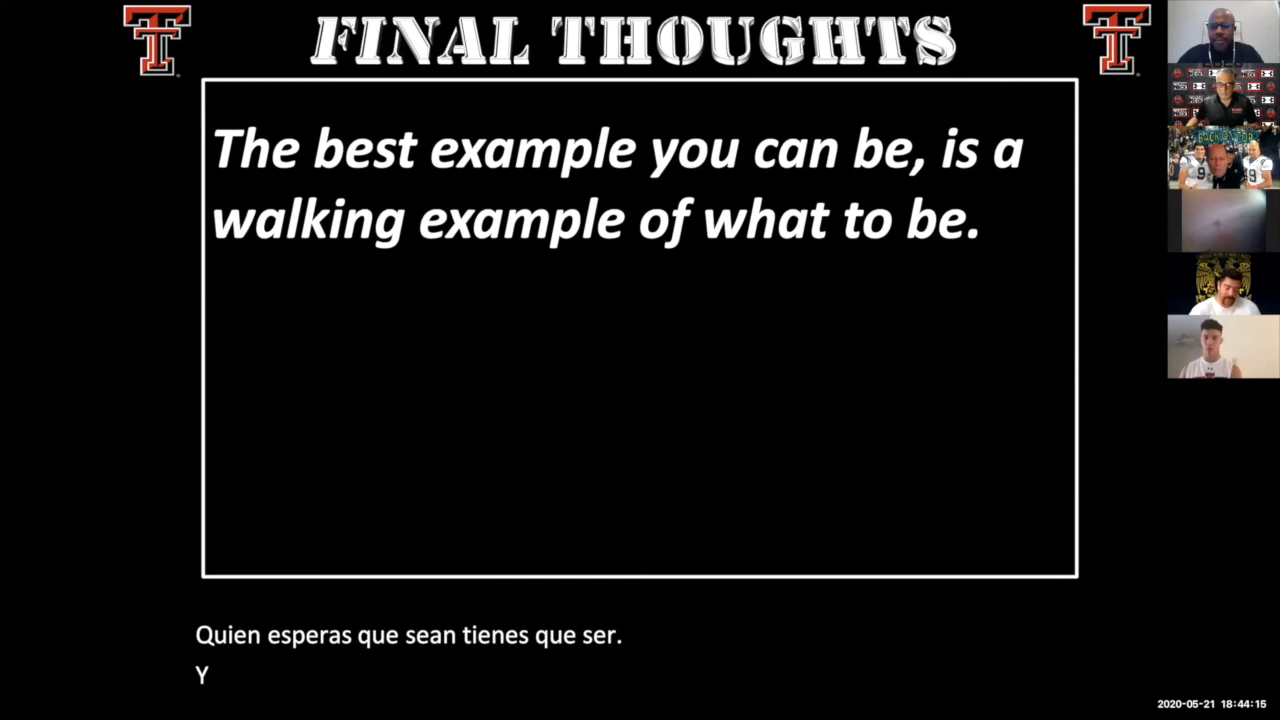 FINAL THOUGHTS
The best example you can be, is a
walking example of what to be.
Quien esperas que sean tienes que ser.
Y
2020-05-21 18:44:15